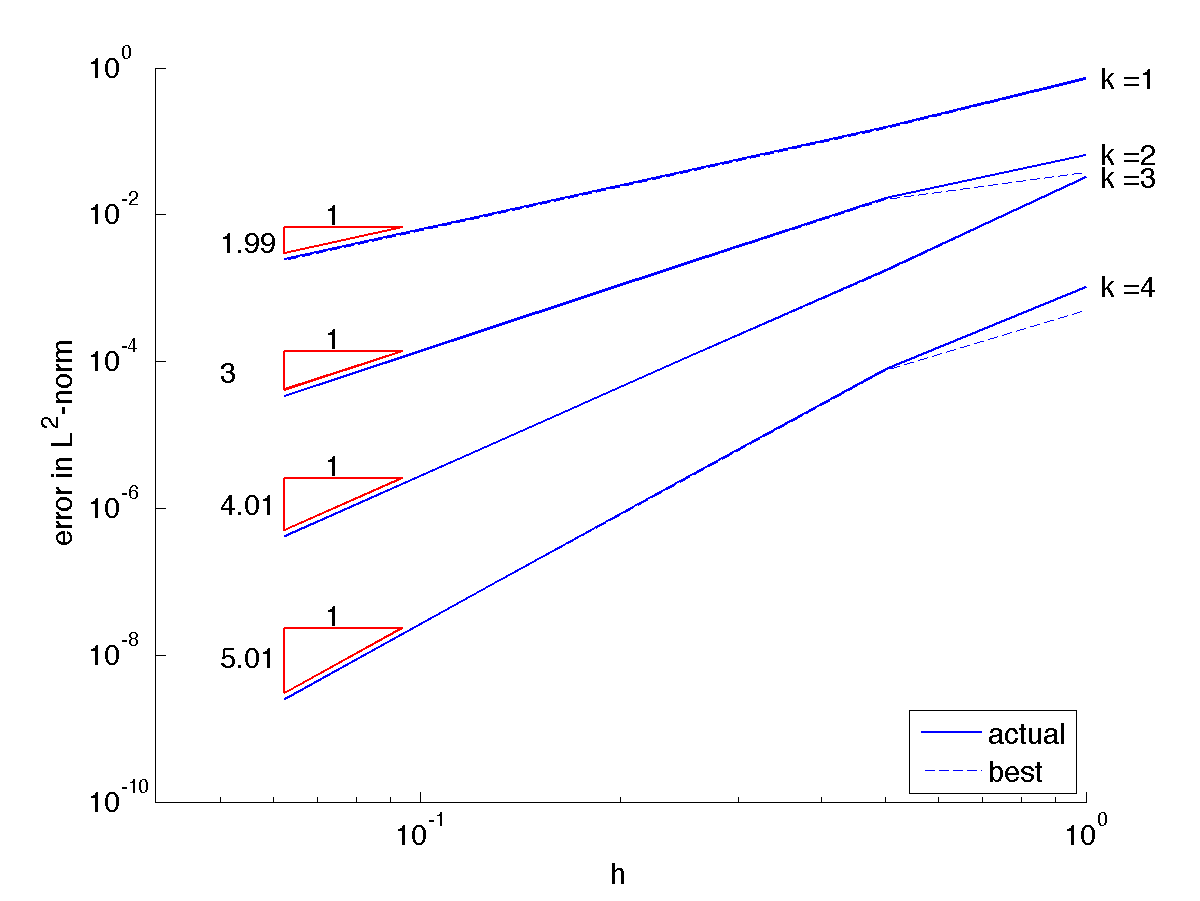 10^0
k =1
k =2
k =3
10^-2
1
1.99
k =4
1
10^-4
3
error in L^2-norm
1
4.01
10^-6
1
5.01
10^-8
actual
best
10^-10
10^-1
10^0
h